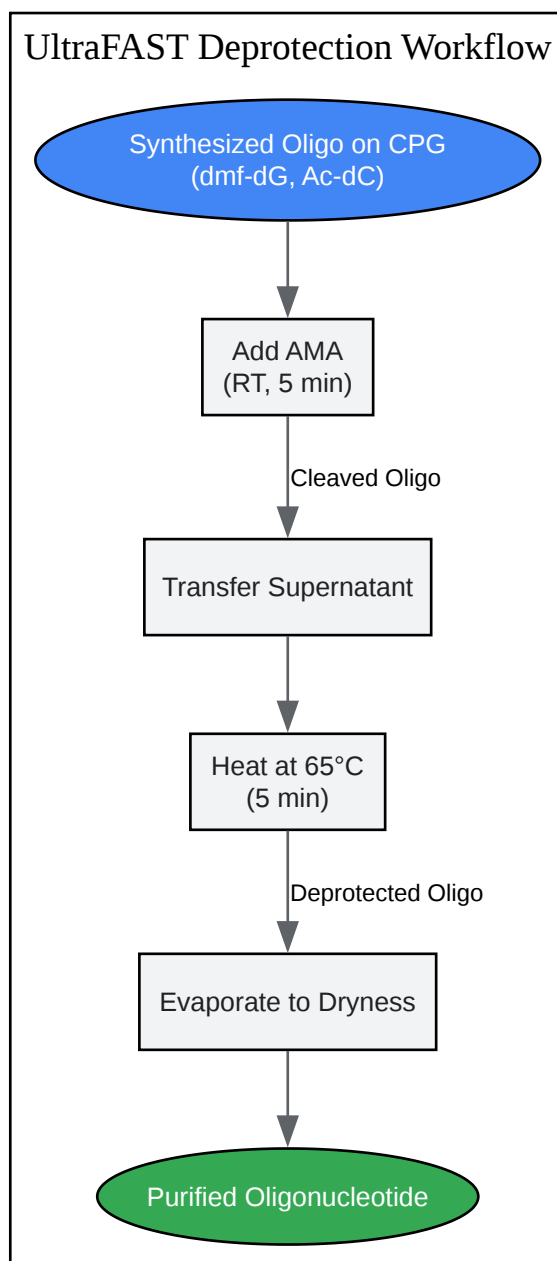 UltraFAST Deprotection Workflow
Synthesized Oligo on CPG
(dmf-dG, Ac-dC)
Add AMA
(RT, 5 min)
Cleaved Oligo
Transfer Supernatant
Heat at 65°C
(5 min)
Deprotected Oligo
Evaporate to Dryness
Purified Oligonucleotide